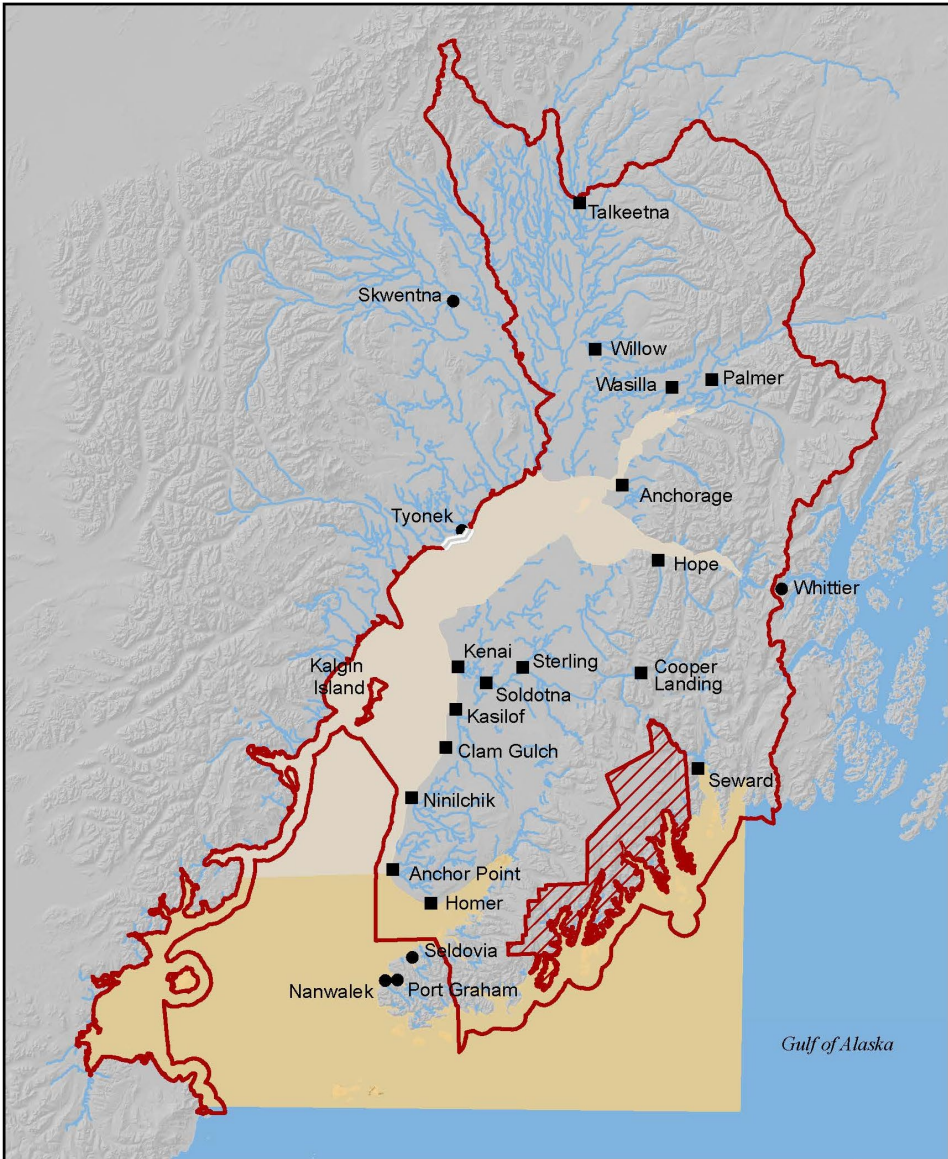 Talkeetna
Skwentna
Willow
Wasilla
Palmer
Anchorage
Tyonek
Hope
Whittier
Kalgin
Island
Kenai
Sterling
Cooper
Landing
Soldotna
Kasilof
Clam Gulch
Seward
Ninilchik
Anchor Point
Homer
Seldovia
Nanwalek
Port Graham
Gulf of Alaska